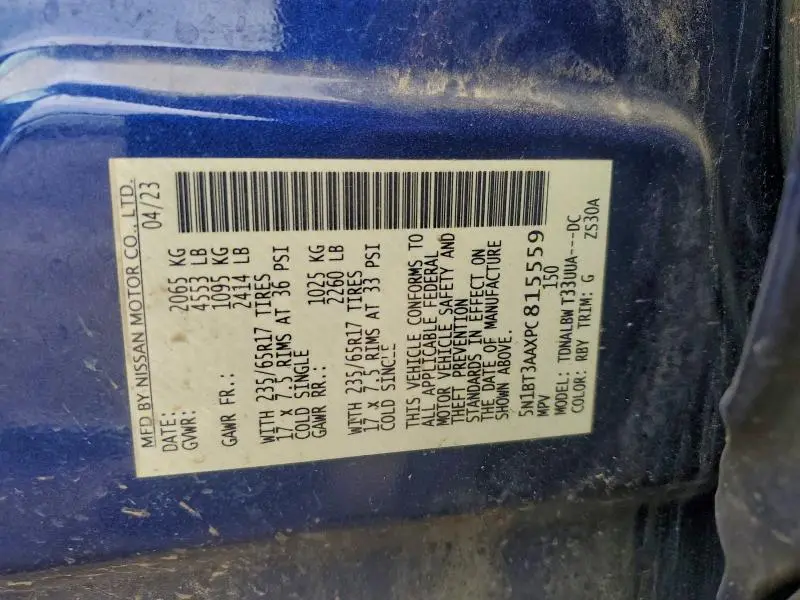 MFD BY NISSAN MOTOR CO., LTD.
DATE: 04/23
GVWR: 2065 KG
4553 LB
GAWR FR.: 1095 KG
2414 LB
WITH 235/65R17 TIRES
17 x 7.5 RIMS AT 36 PSI
COLD SINGLE
GAWR RR.: 1025 KG
2260 LB
WITH 235/65R17 TIRES
17 x 7.5 RIMS AT 33 PSI
COLD SINGLE
THIS VEHICLE CONFORMS TO
ALL APPLICABLE FEDERAL
MOTOR VEHICLE SAFETY AND
THEFT PREVENTION
STANDARDS IN EFFECT ON
THE DATE OF MANUFACTURE
SHOWN ABOVE.
5N1BT3AAXPC815559
MPV 150
MODEL: TDNALBW T33UUA---DC
COLOR: RBY TRIM: G ZS30A